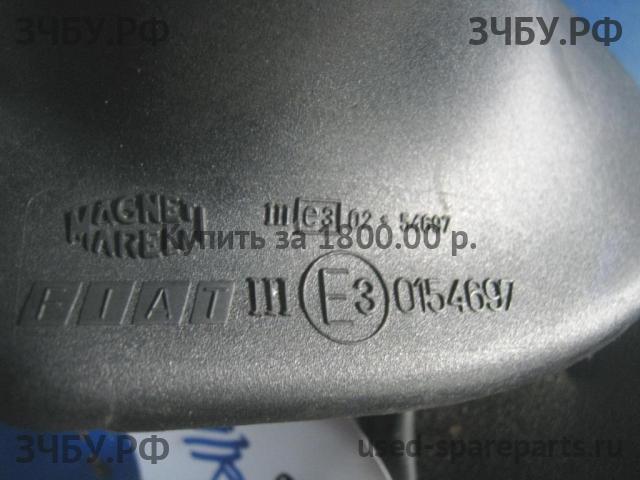 ЗЧБУ.РФ ЗЧБУ.РФ
MAGNETI
MARELLI
III e3 02 * 54697
Купить за 1800.00 р.
FIAT III E3 0154697
ЗЧБУ.РФ used-spareparts.ru